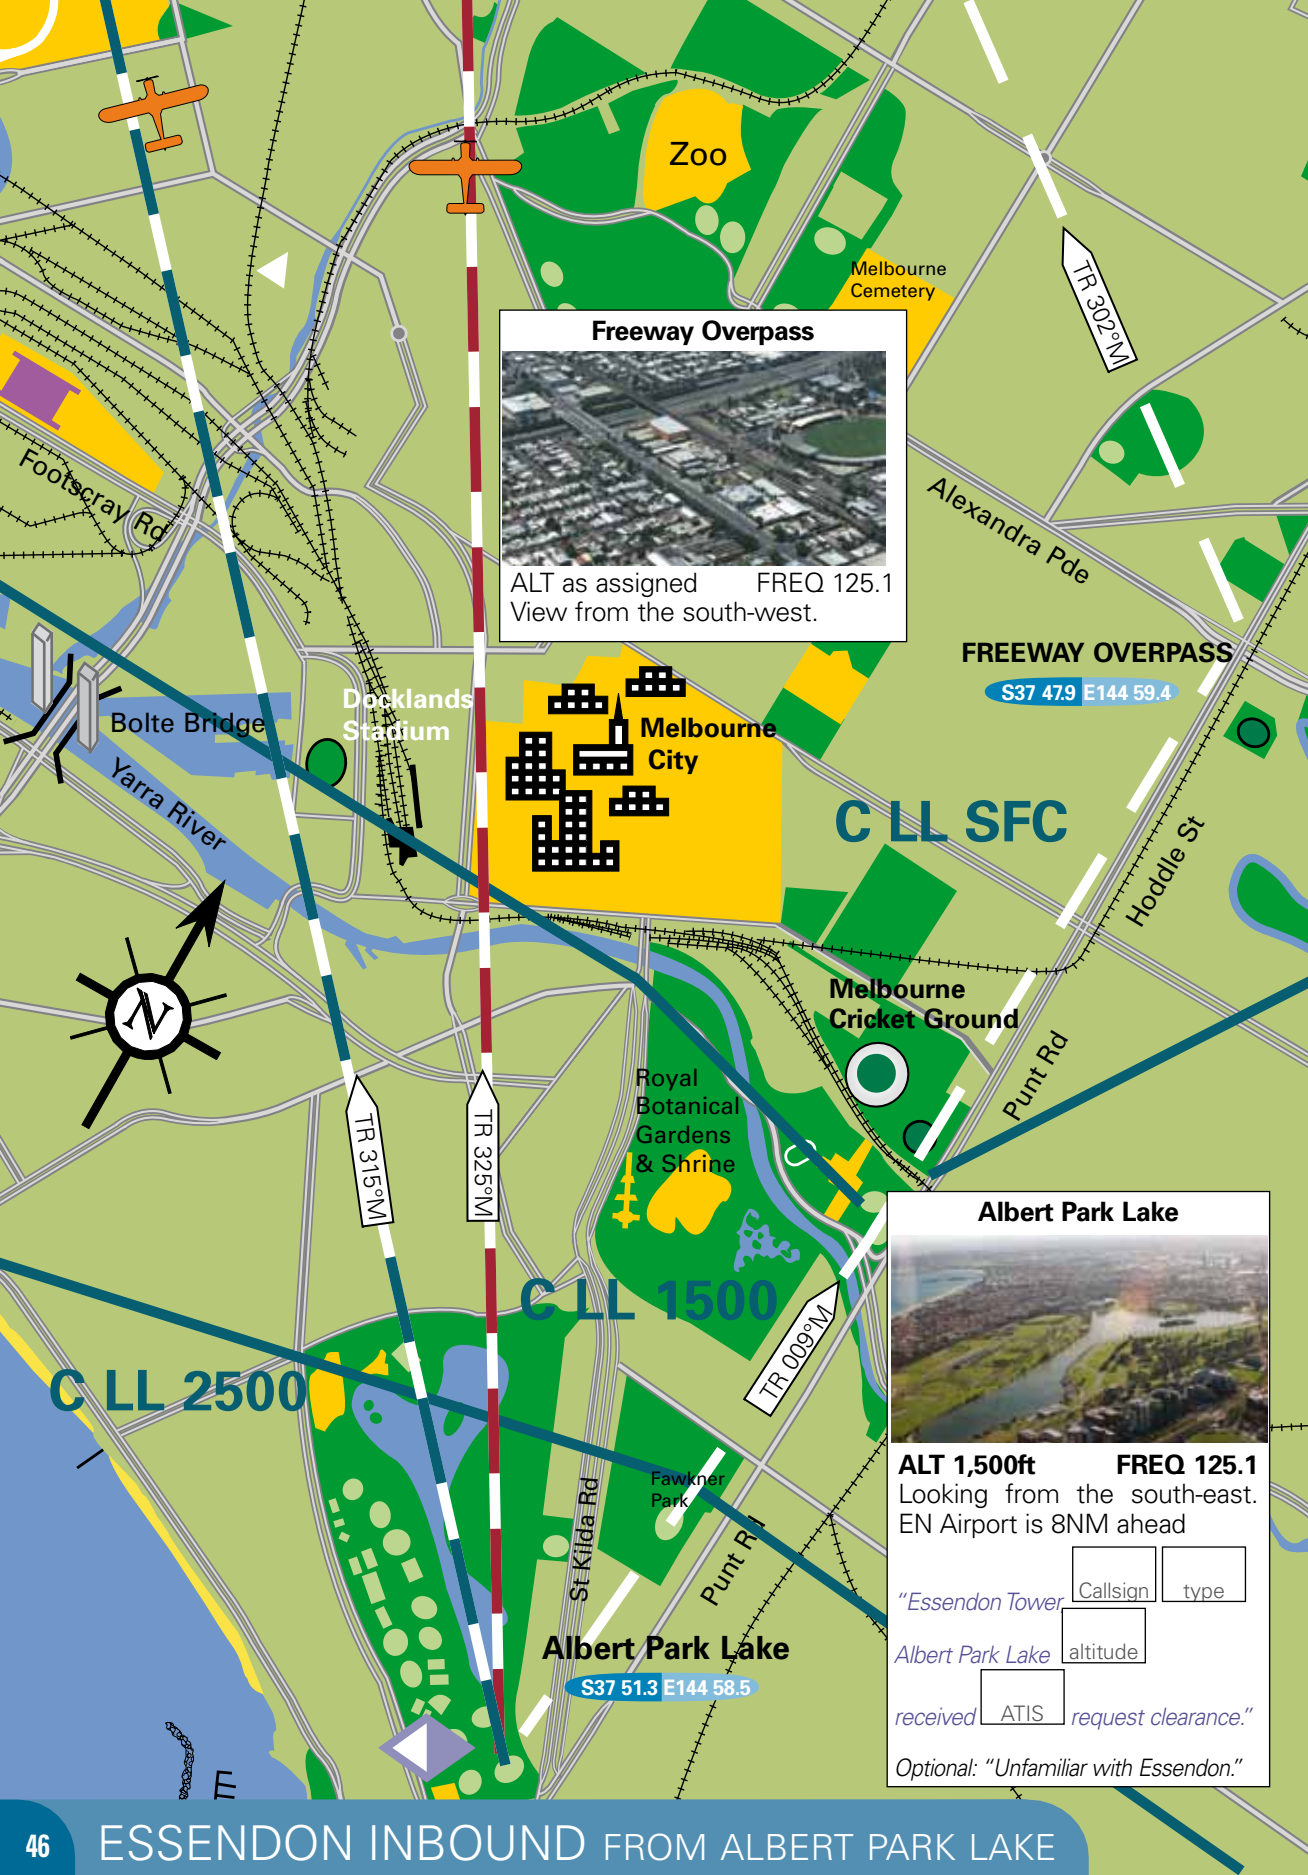 Zoo
Melbourne
Cemetery
TR 302°M
Freeway Overpass
ALT as assigned FREQ 125.1
View from the south-west.
Footscray Rd
Alexandra Pde
FREEWAY OVERPASS
S37 47.9 E144 59.4
Docklands
Stadium
Bolte Bridge
Yarra River
Melbourne
City
C LL SFC
Hoddle St
N
Melbourne
Cricket Ground
Punt Rd
Royal
Botanical
Gardens
& Shrine
TR 315°M
TR 325°M
C LL 1500
TR 009°M
C LL 2500
Fawkner
Park
St Kilda Rd
Punt Rd
Albert Park Lake
S37 51.3 E144 58.5
Albert Park Lake
ALT 1,500ft FREQ 125.1
Looking from the south-east.
EN Airport is 8NM ahead
“Essendon Tower Callsign type
Albert Park Lake altitude
received ATIS request clearance.”
Optional: “Unfamiliar with Essendon.”
46 ESSENDON INBOUND FROM ALBERT PARK LAKE